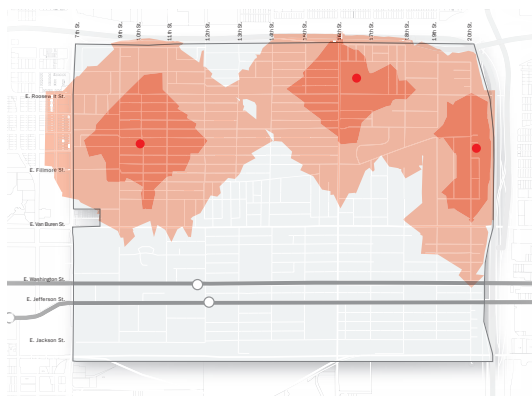 7th St.
9th St.
10th St.
11th St.
12th St.
13th St.
14th St.
15th St.
16th St.
17th St.
18th St.
19th St.
20th St.
E. Roosevelt St.
E. Fillmore St.
E. Van Buren St.
E. Washington St.
E. Jefferson St.
E. Jackson St.